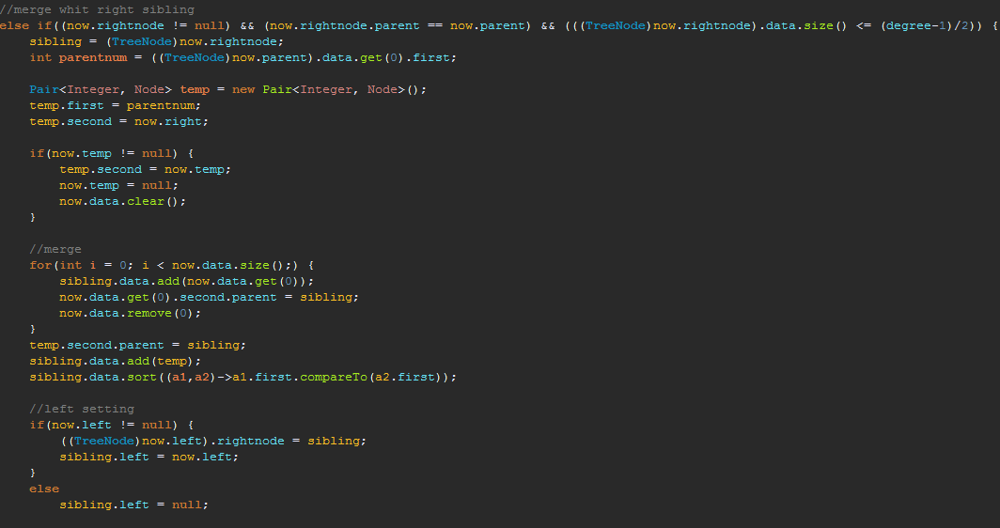 //merge whit right sibling
else if((now.rightnode != null) && (now.rightnode.parent == now.parent) && (((TreeNode)now.rightnode).data.size() <= (degree-1)/2)) {
    sibling = (TreeNode)now.rightnode;
    int parentnum = ((TreeNode)now.parent).data.get(0).first;

    Pair<Integer, Node> temp = new Pair<Integer, Node>();
    temp.first = parentnum;
    temp.second = now.right;

    if(now.temp != null) {
        temp.second = now.temp;
        now.temp = null;
        now.data.clear();
    }

    //merge
    for(int i = 0; i < now.data.size();) {
        sibling.data.add(now.data.get(0));
        now.data.get(0).second.parent = sibling;
        now.data.remove(0);
    }
    temp.second.parent = sibling;
    sibling.data.add(temp);
    sibling.data.sort((a1,a2)->a1.first.compareTo(a2.first));

    //left setting
    if(now.left != null) {
        ((TreeNode)now.left).rightnode = sibling;
        sibling.left = now.left;
    }
    else
        sibling.left = null;